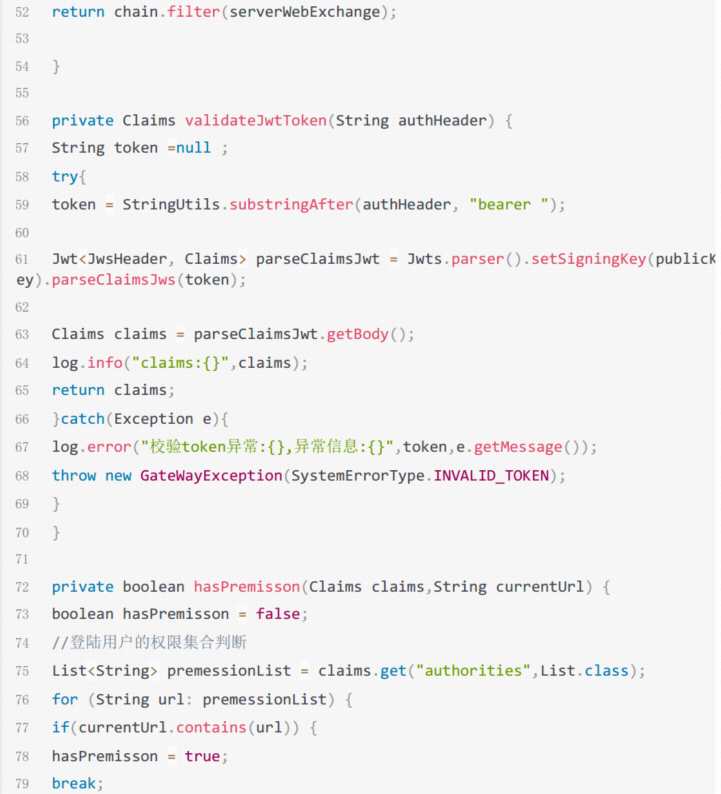 52 return chain.filter(serverWebExchange);
53
54 }
55
56 private Claims validateJwtToken(String authHeader) {
57 String token =null ;
58 try{
59 token = StringUtils.substringAfter(authHeader, "bearer ");
60
61 Jwt<JwsHeader, Claims> parseClaimsJwt = Jwts.parser().setSigningKey(publicK
ey).parseClaimsJws(token);
62
63 Claims claims = parseClaimsJwt.getBody();
64 log.info("claims:{}",claims);
65 return claims;
66 }catch(Exception e){
67 log.error("校验token异常:{},异常信息:{}",token,e.getMessage());
68 throw new GateWayException(SystemErrorType.INVALID_TOKEN);
69 }
70 }
71
72 private boolean hasPremisson(Claims claims,String currentUrl) {
73 boolean hasPremisson = false;
74 //登陆用户的权限集合判断
75 List<String> premessionList = claims.get("authorities",List.class);
76 for (String url: premessionList) {
77 if(currentUrl.contains(url)) {
78 hasPremisson = true;
79 break;